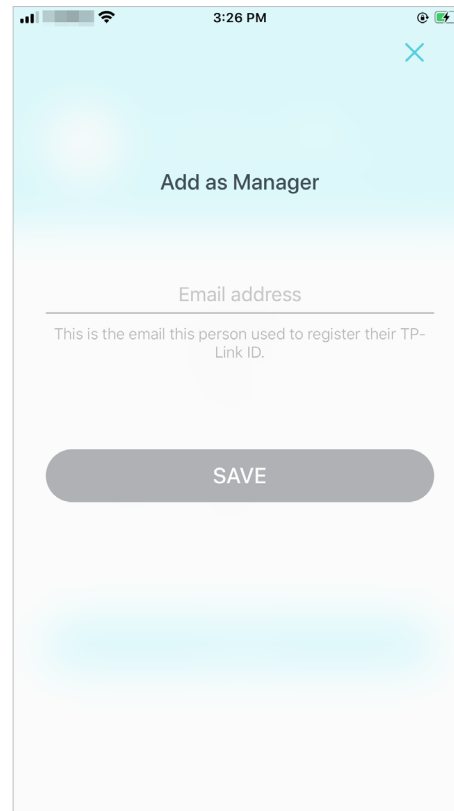 3:26 PM
Add as Manager
Email address
This is the email this person used to register their TP-
Link ID.
SAVE